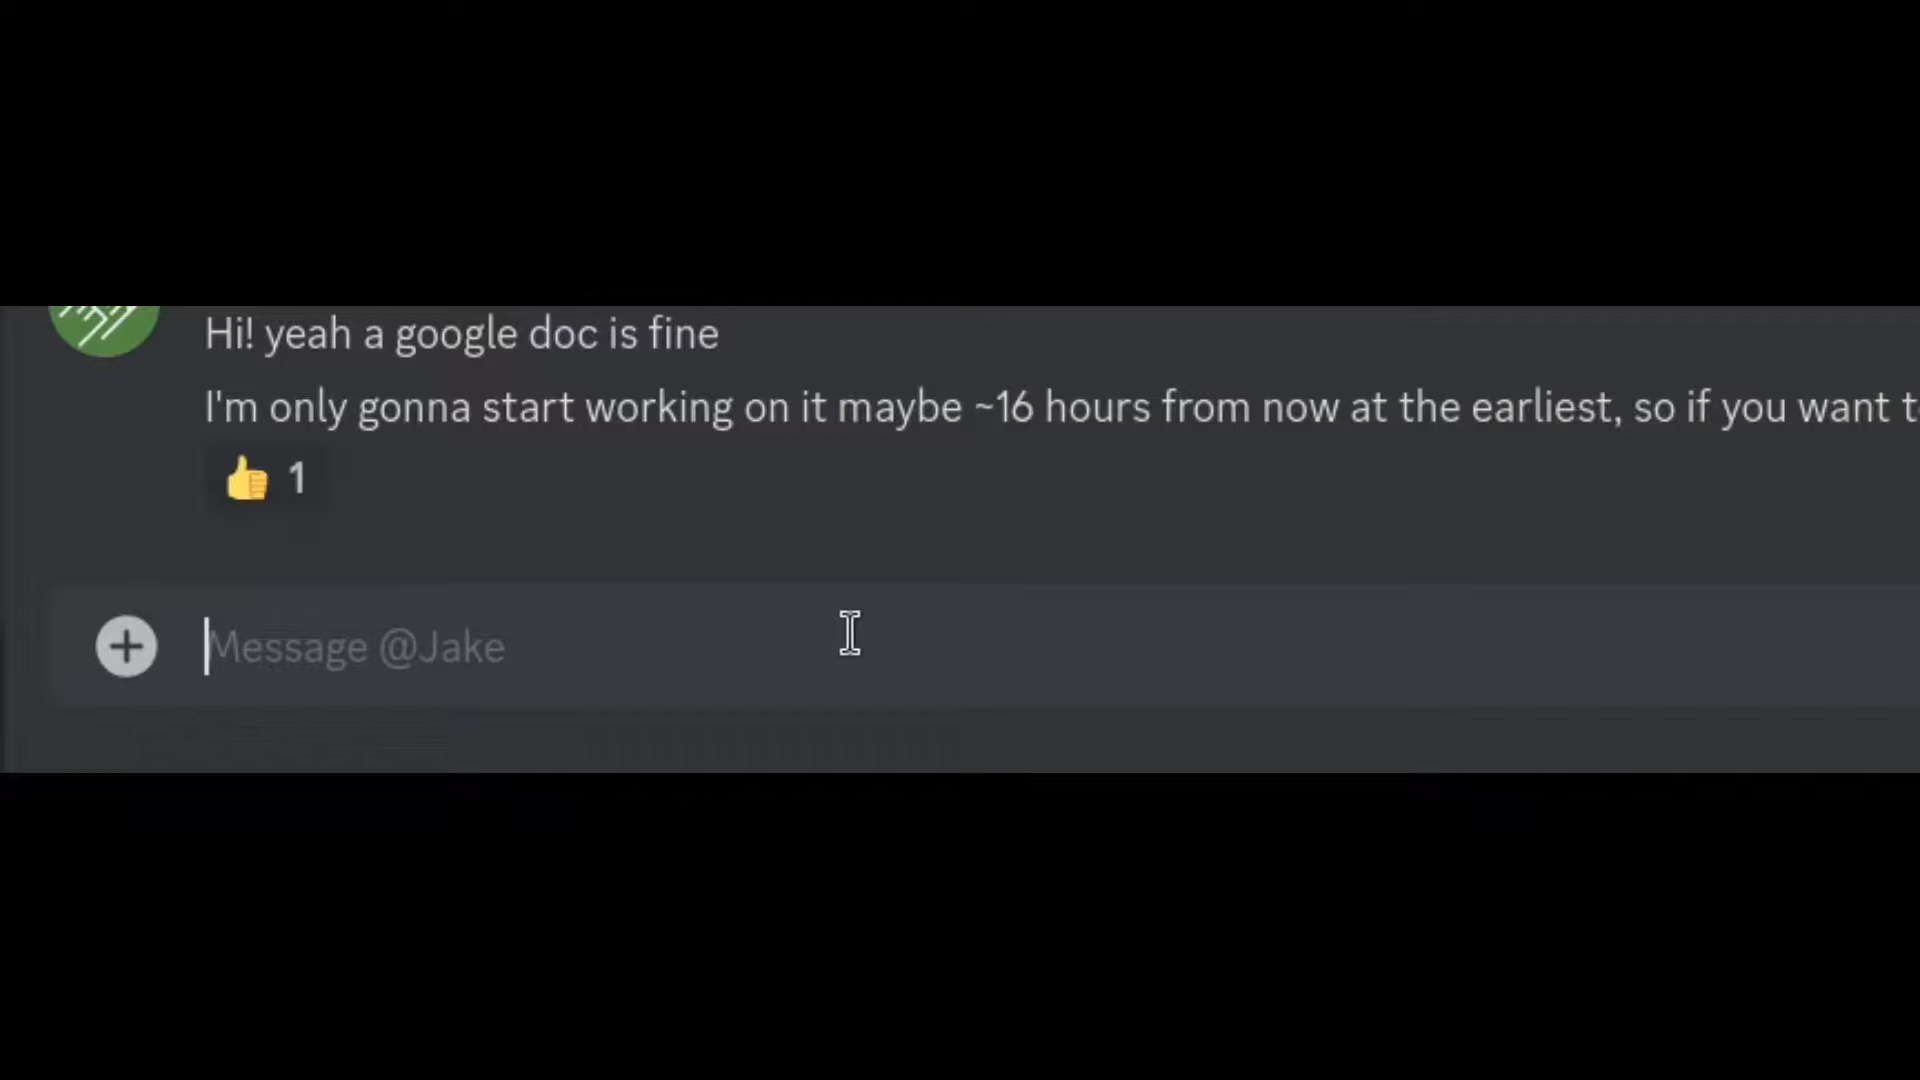 Hi! yeah a google doc is fine
I'm only gonna start working on it maybe ~16 hours from now at the earliest, so if you want
👍 1
Message @Jake